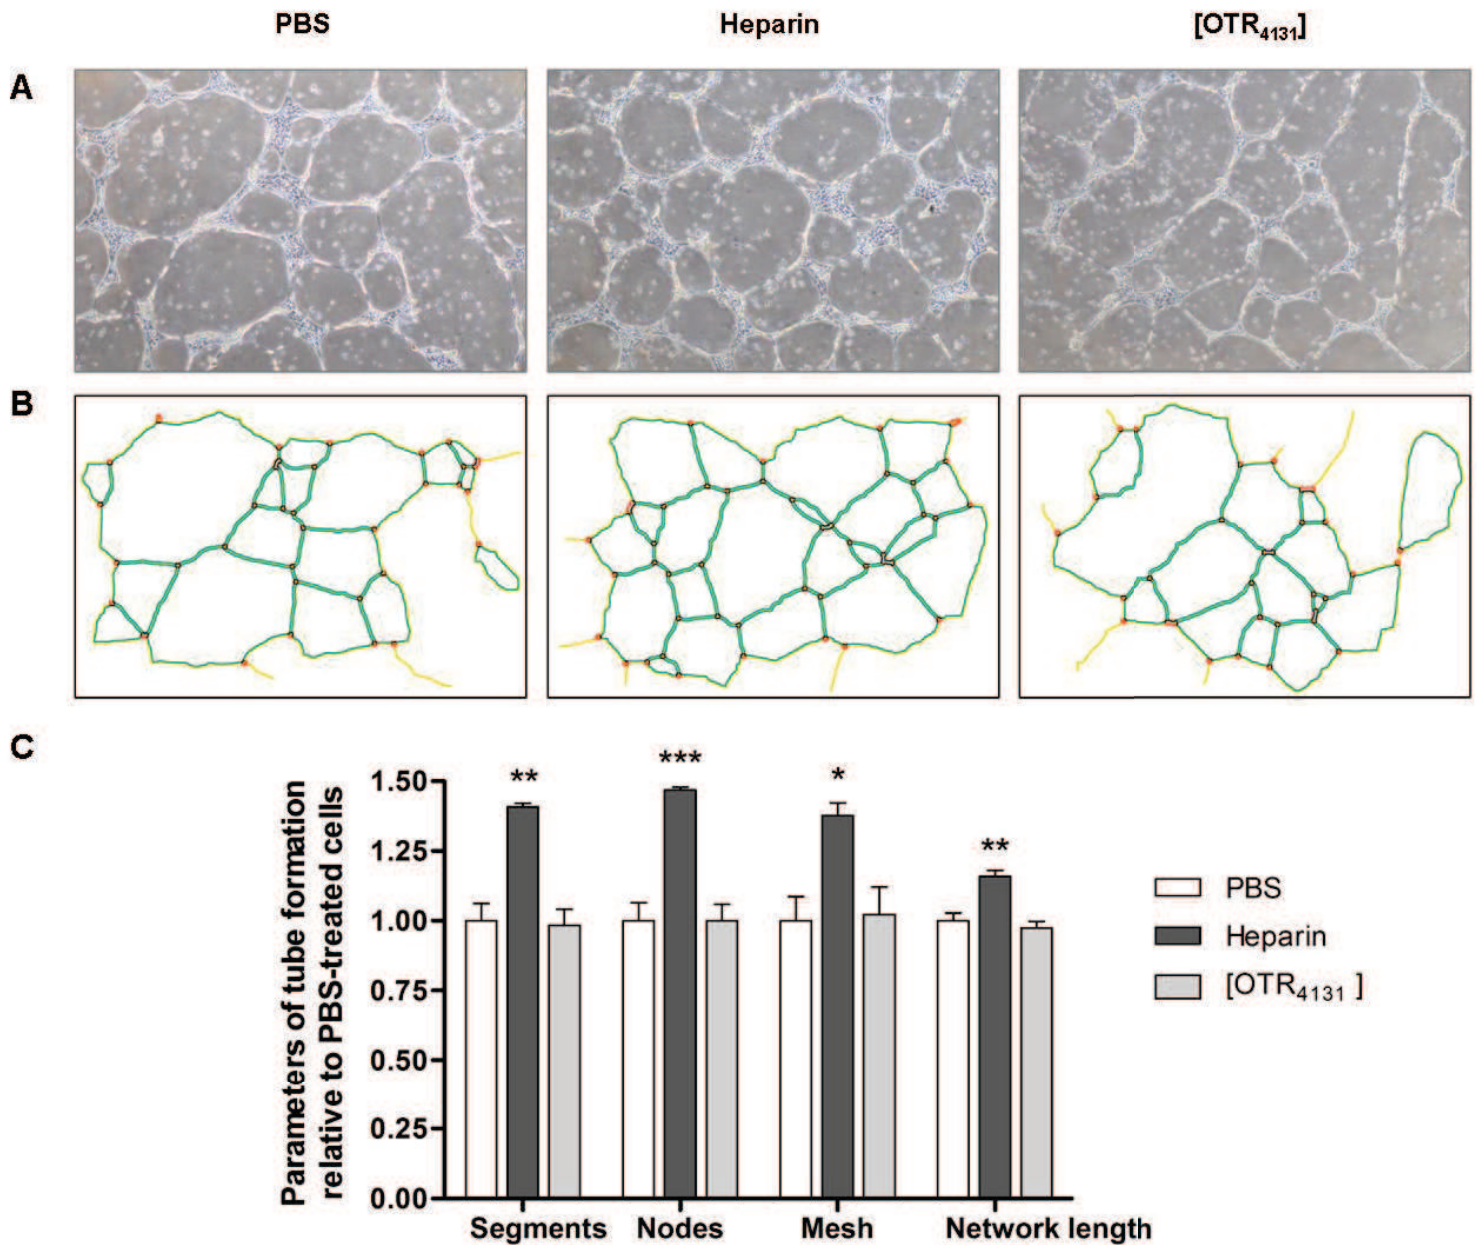 PBS Heparin [OTR4131]
A
B
C
Parameters of tube formation
relative to PBS-treated cells
** *** * **
1.50
1.25
1.00
0.75
0.50
0.25
0.00
Segments Nodes Mesh Network length
PBS
Heparin
[OTR4131 ]